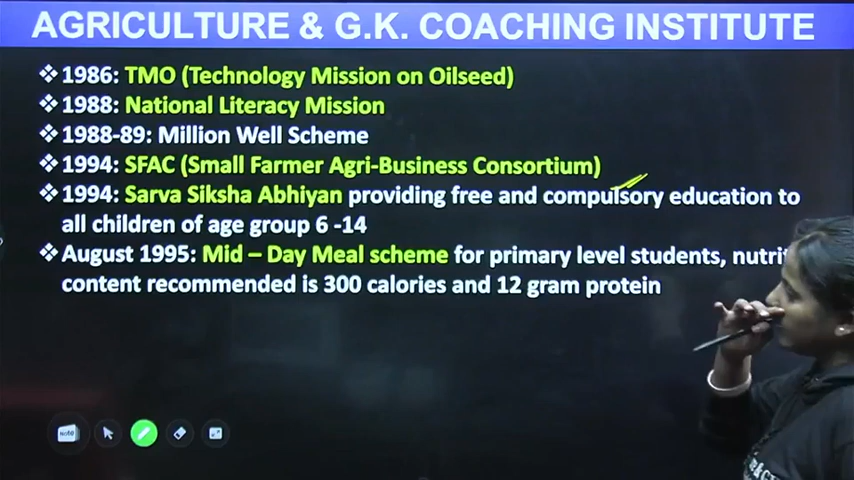 AGRICULTURE & G.K. COACHING INSTITUTE
❖1986: TMO (Technology Mission on Oilseed)
❖1988: National Literacy Mission
❖1988-89: Million Well Scheme
❖1994: SFAC (Small Farmer Agri-Business Consortium)
❖1994: Sarva Siksha Abhiyan providing free and compulsory education to
all children of age group 6 -14
❖August 1995: Mid – Day Meal scheme for primary level students,
content recommended is 300 calories and 12 gram protein
Note